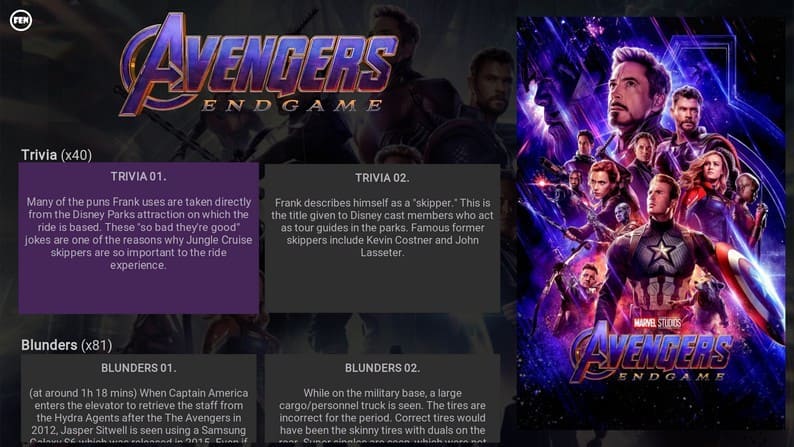 FEN
AVENGERS
ENDGAME
Trivia (x40)
TRIVIA 01.
Many of the puns Frank uses are taken directly
from the Disney Parks attraction on which the
ride is based. These "so bad they're good"
jokes are one of the reasons why Jungle Cruise
skippers are so important to the ride
experience.
TRIVIA 02.
Frank describes himself as a "skipper." This is
the title given to Disney cast members who act
as tour guides in the parks. Famous former
skippers include Kevin Costner and John
Lasseter.
Blunders (x81)
BLUNDERS 01.
(at around 1h 18 mins) When Captain America
enters the elevator to retrieve the staff from
the Hydra Agents after the The Avengers in
2012, Jasper Sitwell is seen using a Samsung
Galaxy S6 which was released in 2015. Even if
BLUNDERS 02.
While on the military base, a large
cargo/personnel truck is seen. The tires are
incorrect for the period. Correct tires would
have been the skinny tires with duals on the
rear. Super singles are seen, which were not
MARVEL STUDIOS
AVENGERS
ENDGAME